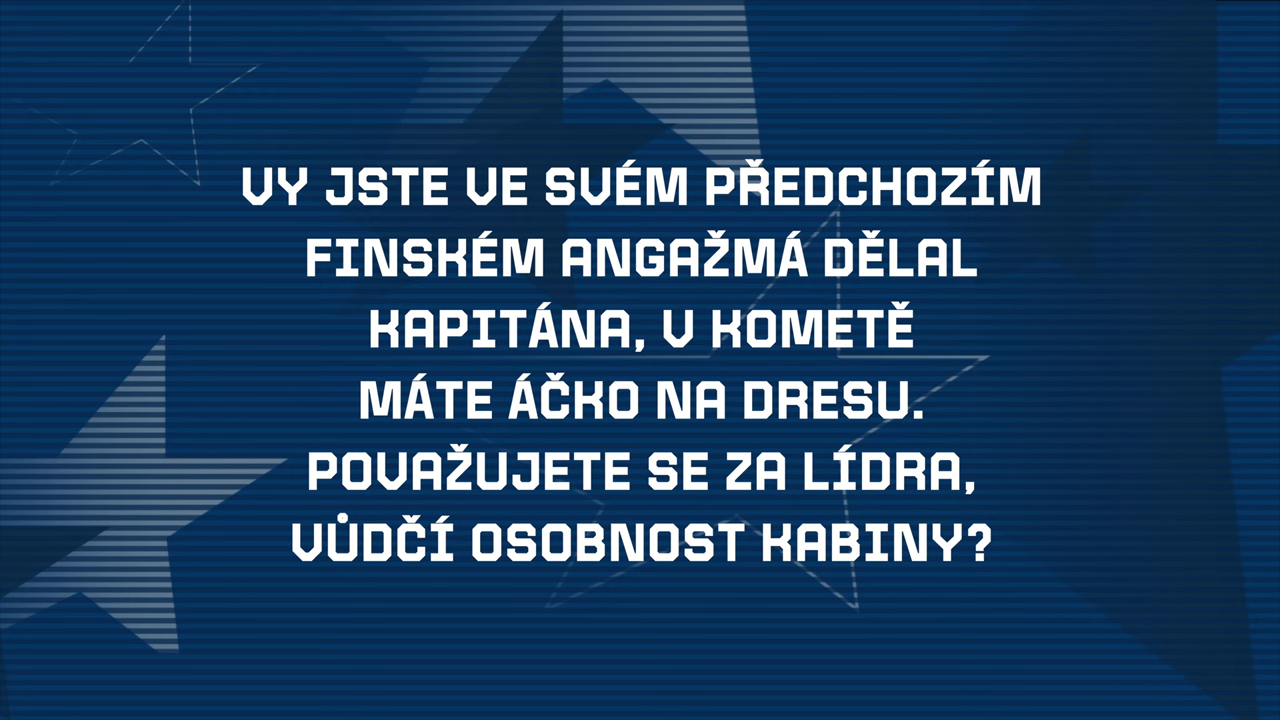 VY JSTE VE SVÉM PŘEDCHOZÍM
FINSKÉM ANGAŽMÁ DĚLAL
KAPITÁNA, V KOMETĚ
MÁTE ÁČKO NA DRESU.
POVAŽUJETE SE ZA LÍDRA,
VŮDČÍ OSOBNOST KABINY?